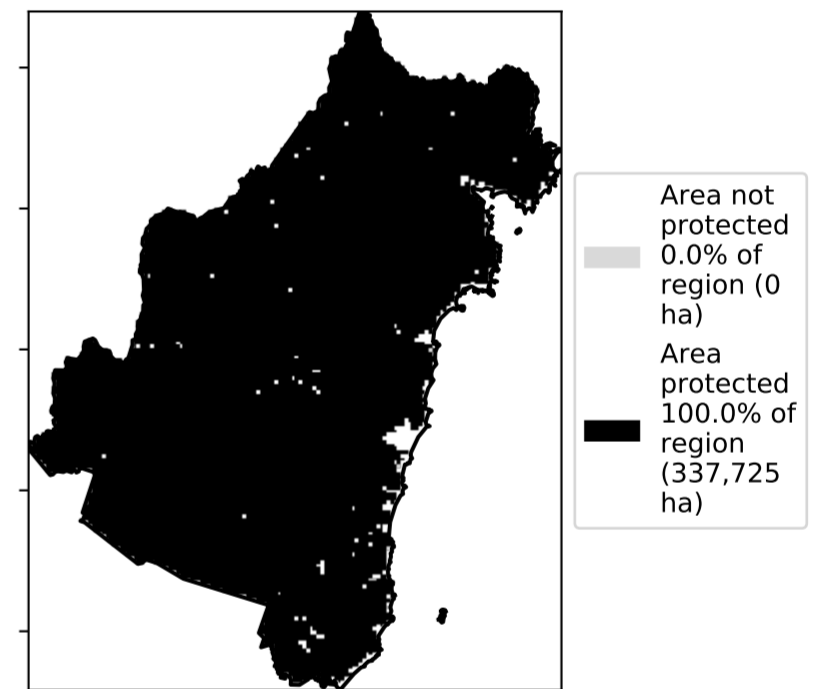 Area not
protected
0.0% of
region (0
ha)
Area
protected
100.0% of
region
(337,725
ha)